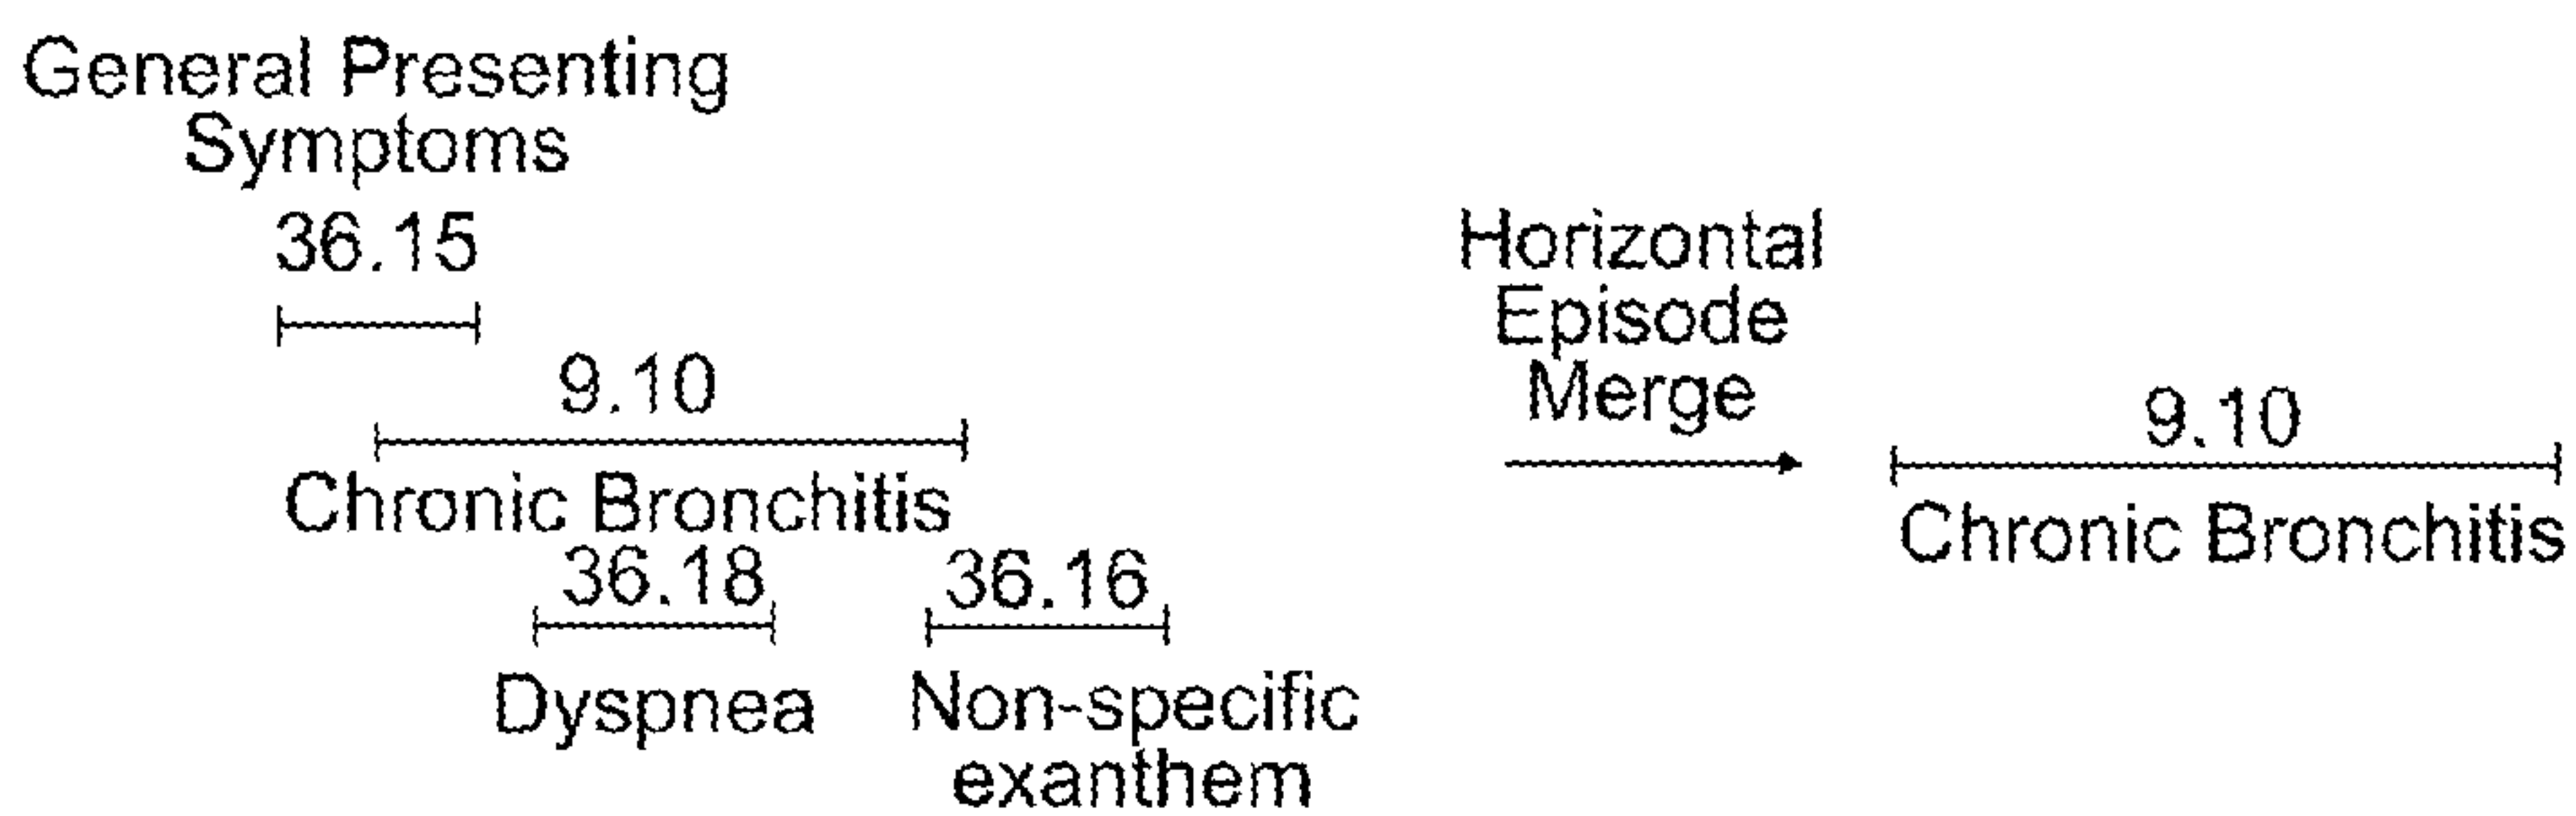 General Presenting
Symptoms
36.15
9.10
Chronic Bronchitis
36.18
36.16
Dyspnea
Non-specific
exanthem
Horizontal
Episode
Merge
9.10
Chronic Bronchitis